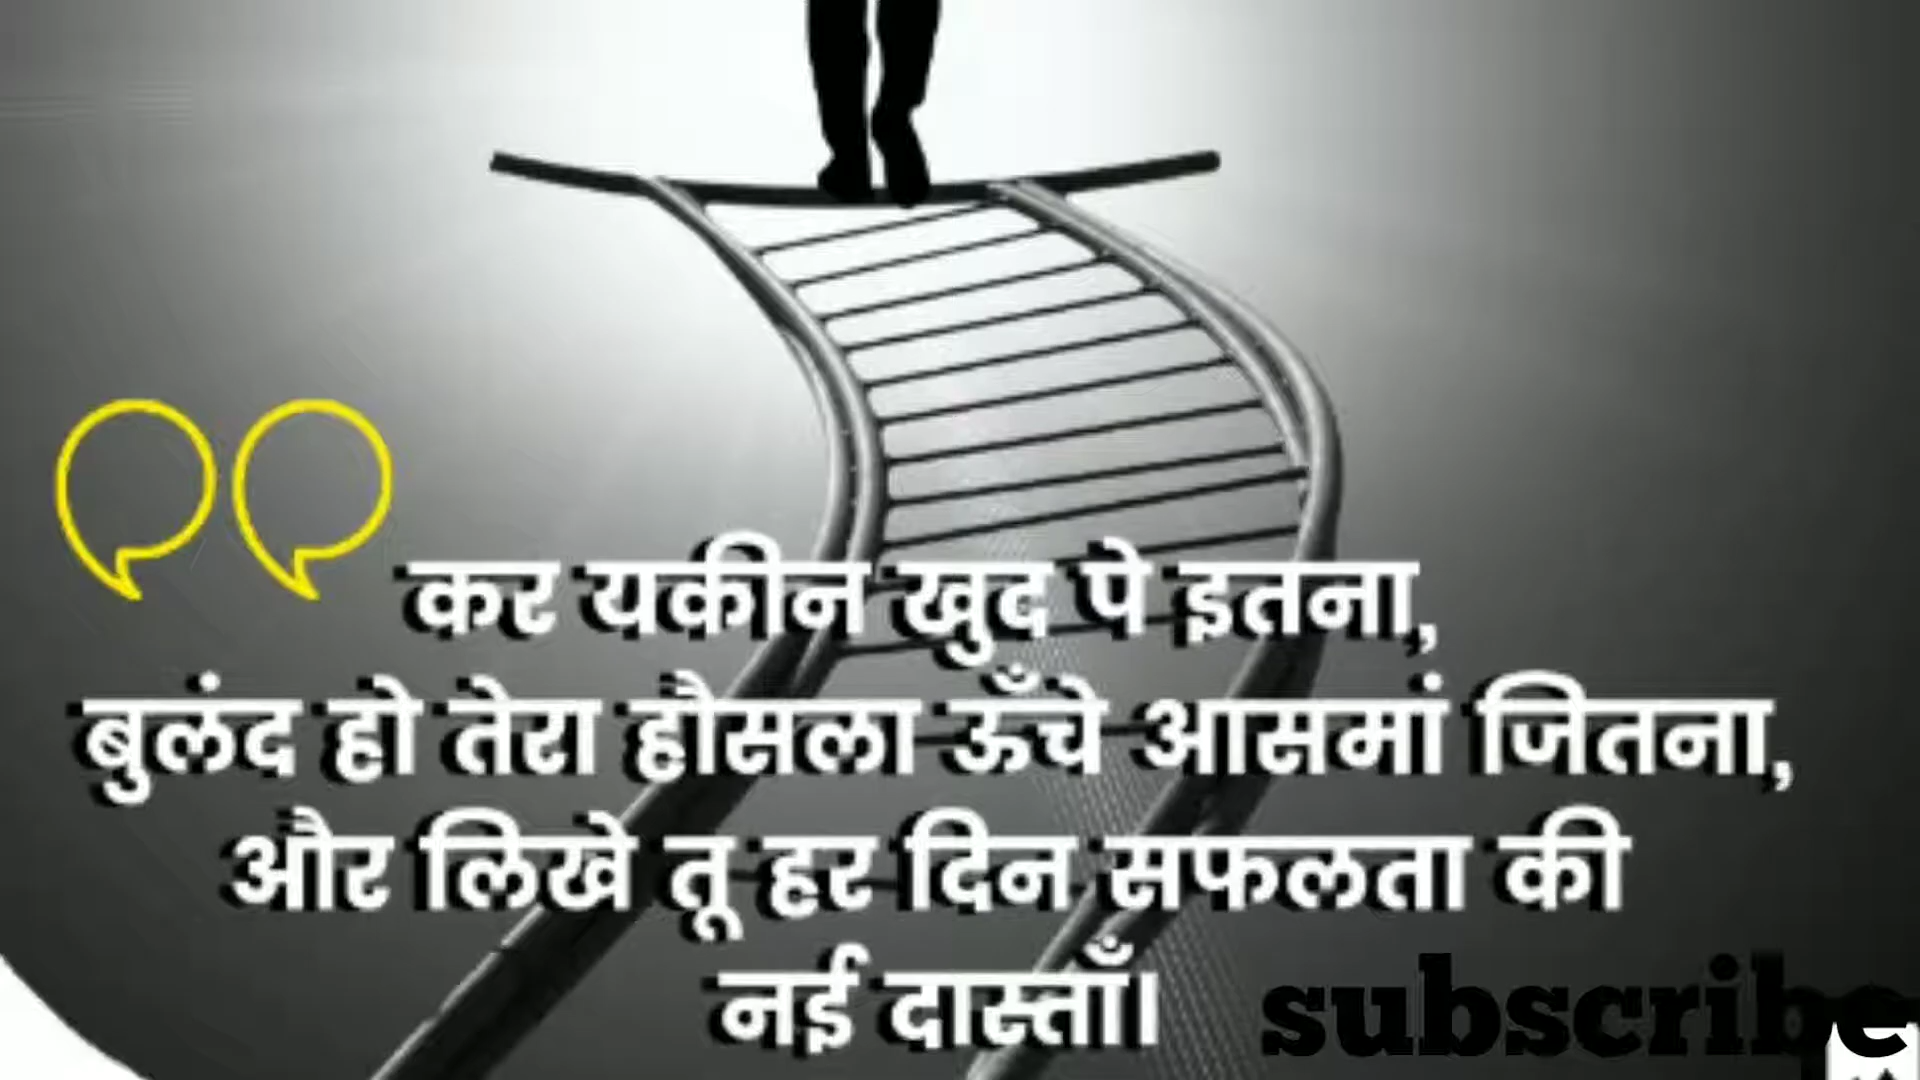 कर यकीन खुद पे इतना,
बुलंद हो तेरा हौसला ऊँचे आसमां जितना,
और लिखे तू हर दिन सफलता की
नई दास्ताँ।
subscribe